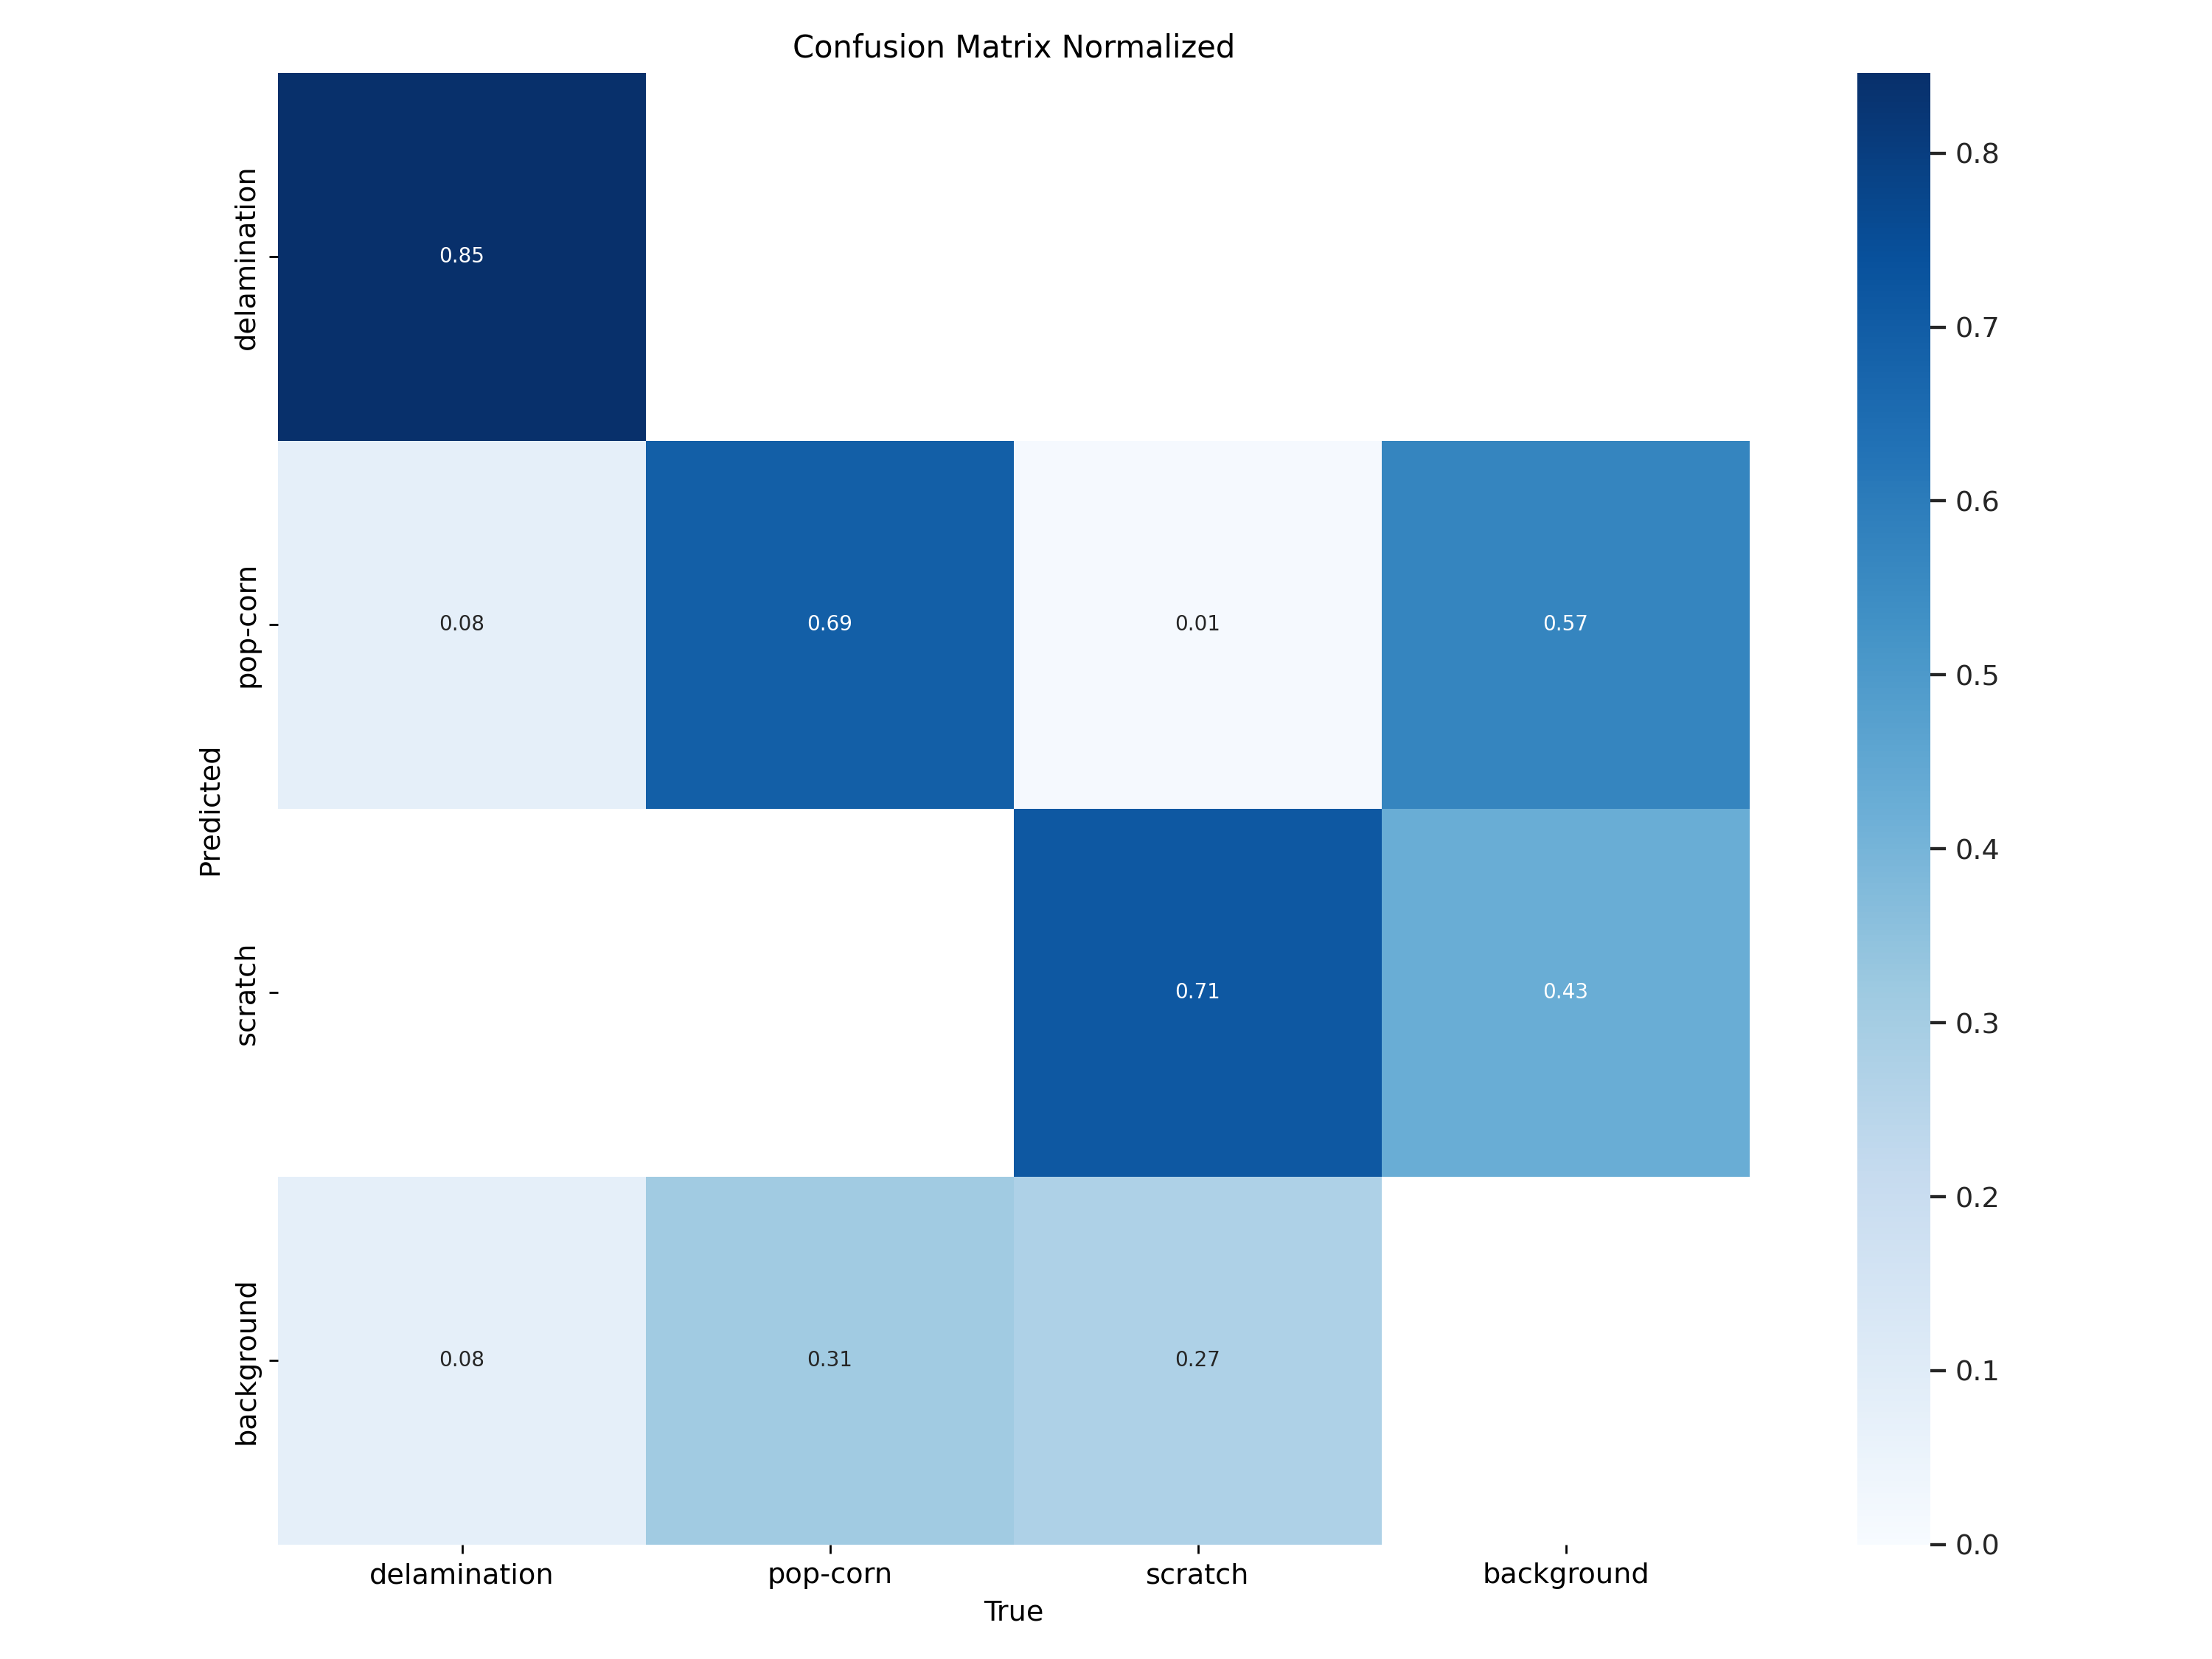 Confusion Matrix Normalized
delamination
0.85
pop-corn
0.08
0.69
0.01
0.57
scratch
0.71
0.43
background
0.08
0.31
0.27
Predicted
delamination
pop-corn
scratch
background
True
0.8
0.7
0.6
0.5
0.4
0.3
0.2
0.1
0.0